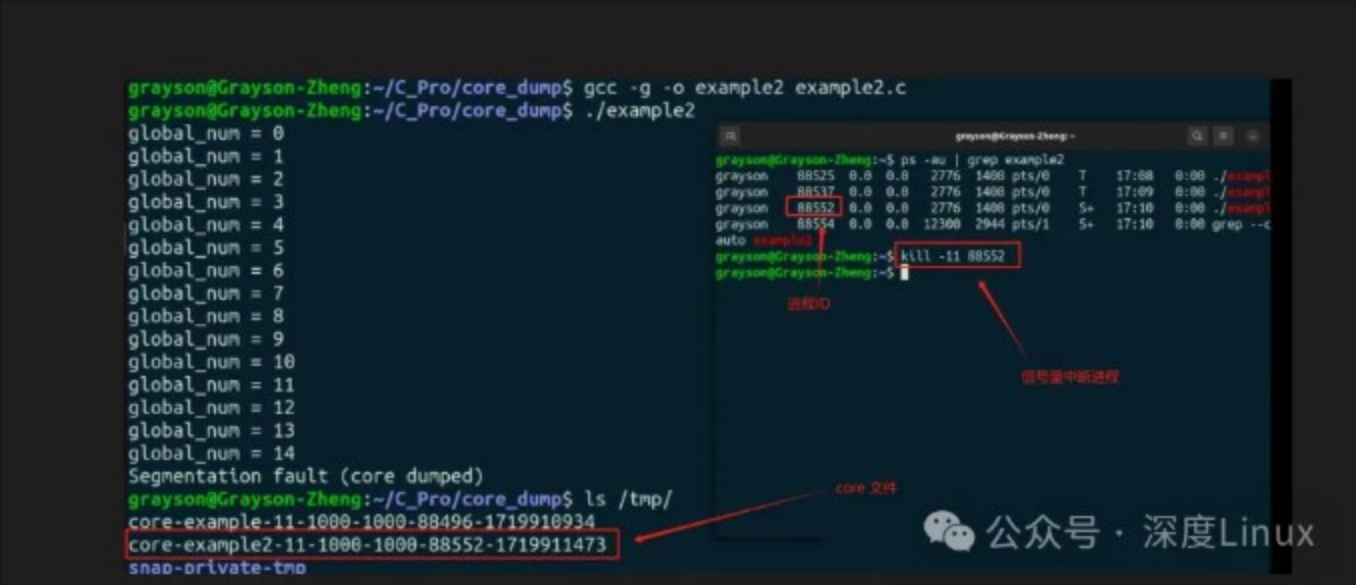 grayson@Grayson-Zheng:~/C_Pro/core_dump$ gcc -g -o example2 example2.c
grayson@Grayson-Zheng:~/C_Pro/core_dump$ ./example2
global_num = 0
global_num = 1
global_num = 2
global_num = 3
global_num = 4
global_num = 5
global_num = 6
global_num = 7
global_num = 8
global_num = 9
global_num = 10
global_num = 11
global_num = 12
global_num = 13
global_num = 14
Segmentation fault (core dumped)
grayson@Grayson-Zheng:~/C_Pro/core_dump$ ls /tmp/
core-example-11-1000-1000-88496-1719910934
core-example2-11-1000-1000-88552-1719911473
snap-private-tmp
grayson@Grayson-Zheng: ~
grayson@Grayson-Zheng:~$ ps -au | grep example2
grayson 88525 0.0 0.0 2776 1408 pts/0 T 17:08 0:00 ./exampl
grayson 88537 0.0 0.0 2776 1408 pts/0 T 17:09 0:00 ./exampl
grayson 88552 0.0 0.0 2776 1408 pts/0 S+ 17:10 0:00 ./exampl
grayson 88554 0.0 0.0 12300 2944 pts/1 S+ 17:10 0:00 grep --c
auto example2
grayson@Grayson-Zheng:~$ kill -11 88552
grayson@Grayson-Zheng:~$
进程ID
信号量中断进程
core 文件
公众号 · 深度Linux